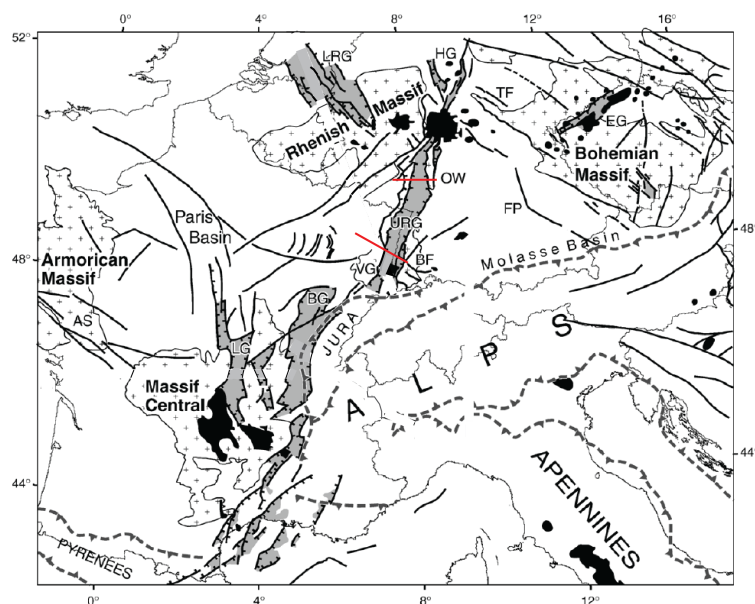 0° 4° 8° 12° 16°
52°
LRG
HG
TF
Rhenish Massif
EG
Bohemian
Massif
OW
Paris
Basin
URG
FP
48° 48°
Armorican
Massif
VG
BF
Molasse Basin
AS
BG
JURA
LG
Massif
Central
ALPS
44° 44°
APENNINES
PYRENEES
0° 4° 8° 12°